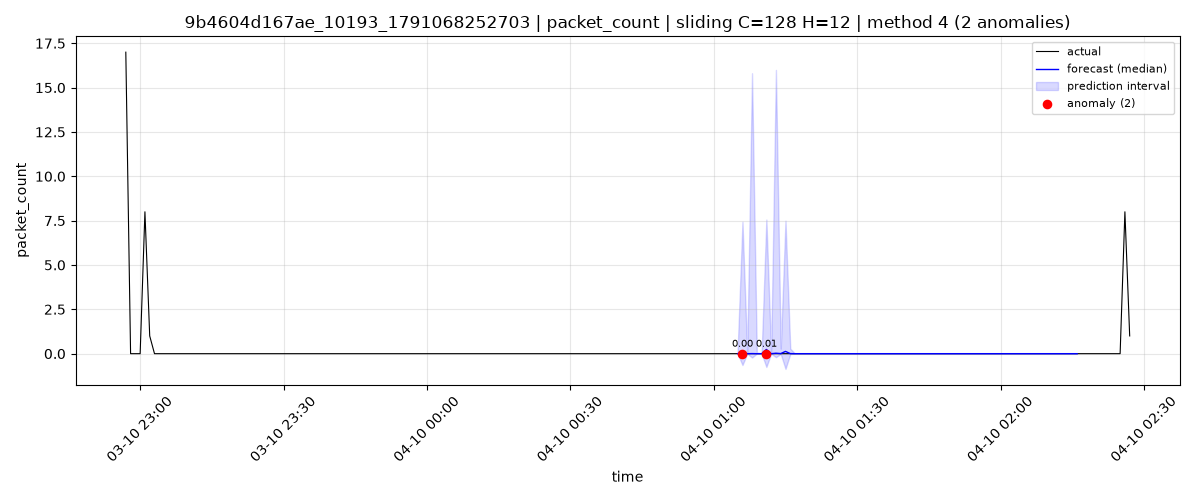 9b4604d167ae_10193_1791068252703 | packet_count | sliding C=128 H=12 | method 4 (2 anomalies)
17.5
15.0
12.5
10.0
7.5
5.0
2.5
0.0
packet_count
actual
forecast (median)
prediction interval
anomaly (2)
0.00 0.01
03-10 23:00
03-10 23:30
04-10 00:00
04-10 00:30
04-10 01:00
04-10 01:30
04-10 02:00
04-10 02:30
time